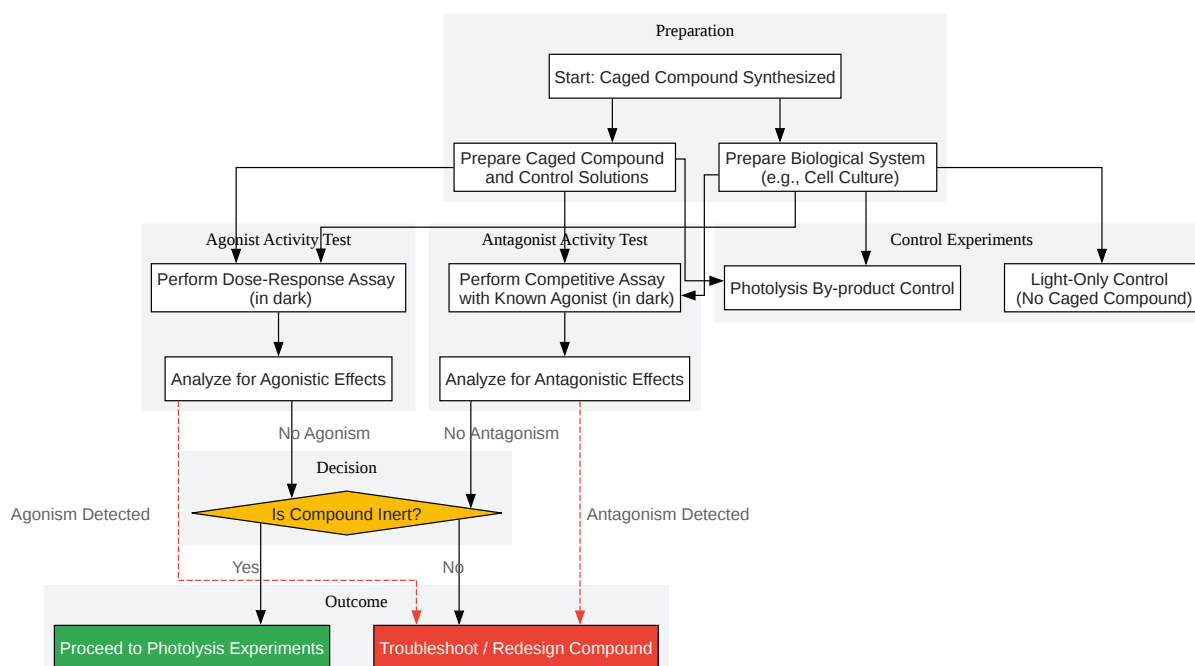 Preparation
Start: Caged Compound Synthesized
Prepare Caged Compound
and Control Solutions
Prepare Biological System
(e.g., Cell Culture)
Agonist Activity Test
Antagonist Activity Test
Control Experiments
Perform Dose-Response Assay
(in dark)
Perform Competitive Assay
with Known Agonist (in dark)
Photolysis By-product Control
Light-Only Control
(No Caged Compound)
Analyze for Agonistic Effects
Analyze for Antagonistic Effects
No Agonism
No Antagonism
Decision
Agonism Detected
Is Compound Inert?
Antagonism Detected
Yes
No
Outcome
Proceed to Photolysis Experiments
Troubleshoot / Redesign Compound